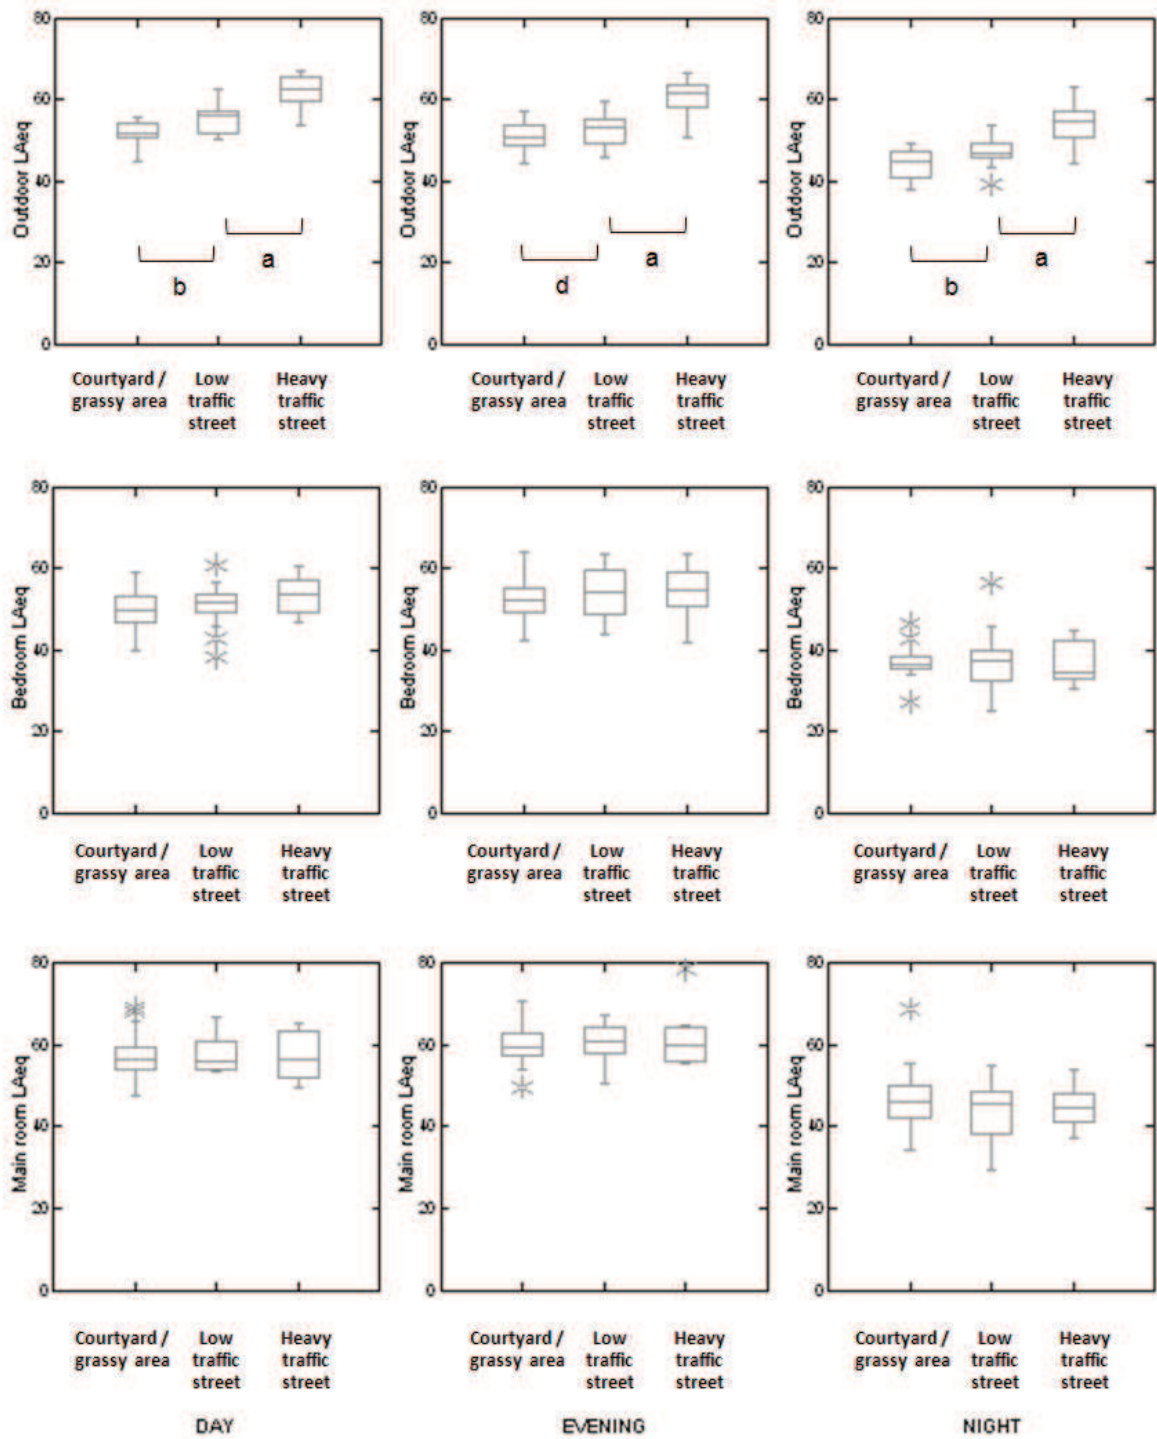 80
60
40
20
0
Outdoor LAeq
b
a
Courtyard /
grassy area
Low
traffic
street
Heavy
traffic
street
80
60
40
20
0
Outdoor LAeq
d
a
Courtyard /
grassy area
Low
traffic
street
Heavy
traffic
street
80
60
40
20
0
Outdoor LAeq
b
a
Courtyard /
grassy area
Low
traffic
street
Heavy
traffic
street
80
60
40
20
0
Bedroom LAeq
Courtyard /
grassy area
Low
traffic
street
Heavy
traffic
street
80
60
40
20
0
Bedroom LAeq
Courtyard /
grassy area
Low
traffic
street
Heavy
traffic
street
80
60
40
20
0
Bedroom LAeq
Courtyard /
grassy area
Low
traffic
street
Heavy
traffic
street
80
60
40
20
0
Main room LAeq
Courtyard /
grassy area
Low
traffic
street
Heavy
traffic
street
80
60
40
20
0
Main room LAeq
Courtyard /
grassy area
Low
traffic
street
Heavy
traffic
street
80
60
40
20
0
Main room LAeq
Courtyard /
grassy area
Low
traffic
street
Heavy
traffic
street
DAY
EVENING
NIGHT